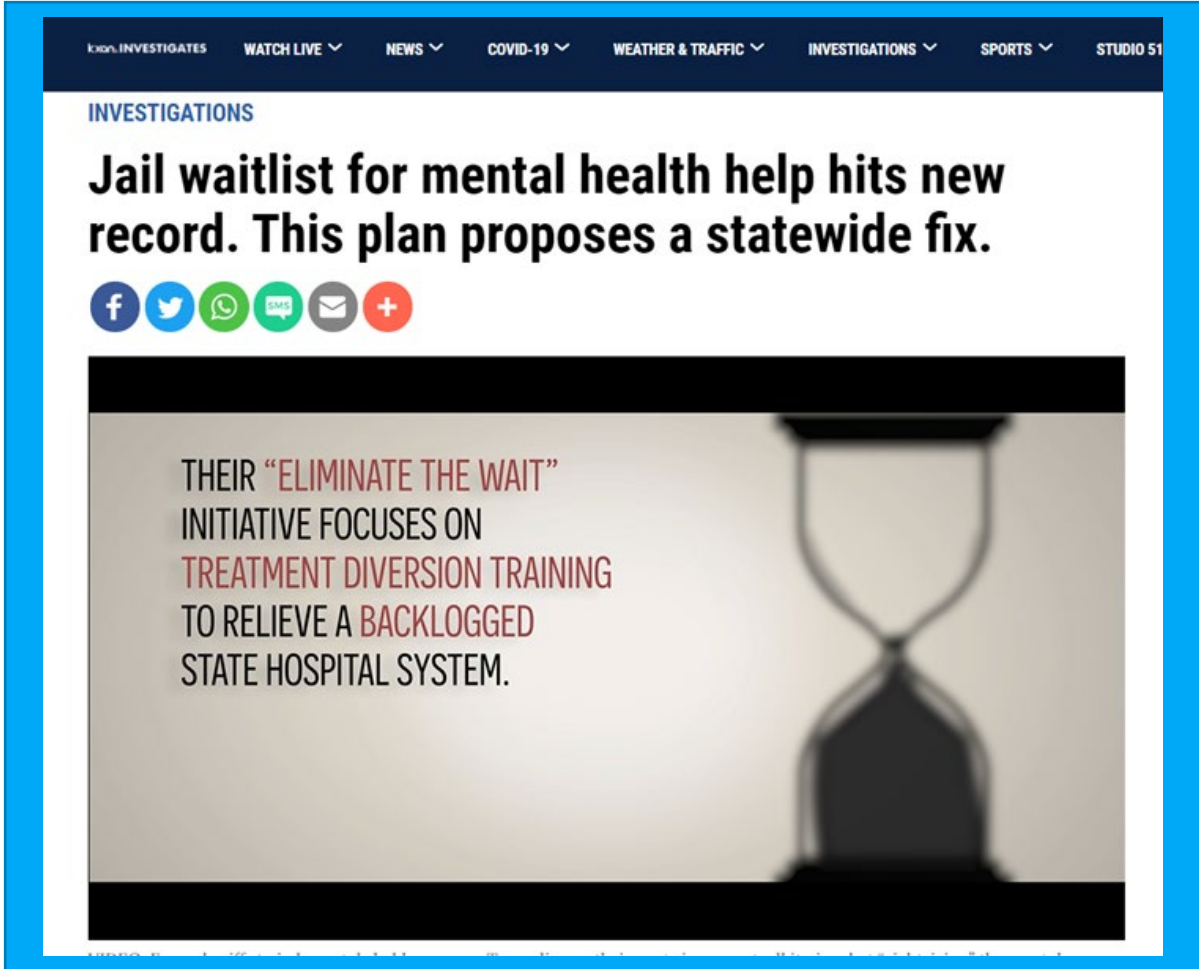 kxan. INVESTIGATES WATCH LIVE NEWS COVID-19 WEATHER & TRAFFIC INVESTIGATIONS SPORTS STUDIO 51
INVESTIGATIONS
Jail waitlist for mental health help hits new
record. This plan proposes a statewide fix.
SMS
THEIR “ELIMINATE THE WAIT”
INITIATIVE FOCUSES ON
TREATMENT DIVERSION TRAINING
TO RELIEVE A BACKLOGGED
STATE HOSPITAL SYSTEM.